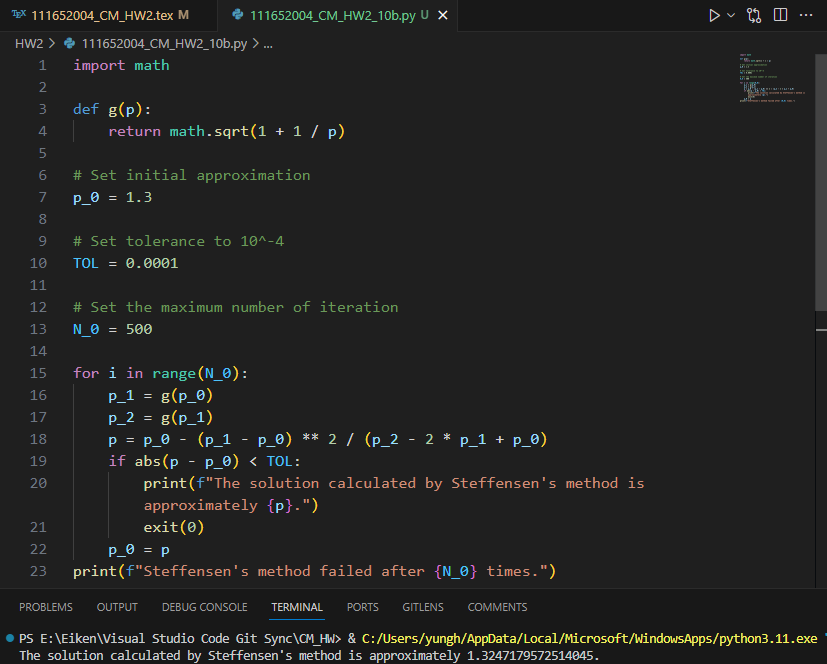 TEX 111652004_CM_HW2.tex M 111652004_CM_HW2_10b.py U
HW2 > 111652004_CM_HW2_10b.py > ...
1 import math
2
3 def g(p):
4     return math.sqrt(1 + 1 / p)
5
6 # Set initial approximation
7 p_0 = 1.3
8
9 # Set tolerance to 10^-4
10 TOL = 0.0001
11
12 # Set the maximum number of iteration
13 N_0 = 500
14
15 for i in range(N_0):
16     p_1 = g(p_0)
17     p_2 = g(p_1)
18     p = p_0 - (p_1 - p_0) ** 2 / (p_2 - 2 * p_1 + p_0)
19     if abs(p - p_0) < TOL:
20         print(f"The solution calculated by Steffensen's method is
approximately {p}.")
21         exit(0)
22     p_0 = p
23 print(f"Steffensen's method failed after {N_0} times.")
PROBLEMS OUTPUT DEBUG CONSOLE TERMINAL PORTS GITLENS COMMENTS
PS E:\Eiken\Visual Studio Code Git Sync\CM_HW> & C:/Users/yungh/AppData/Local/Microsoft/WindowsApps/python3.11.exe
The solution calculated by Steffensen's method is approximately 1.3247179572514045.